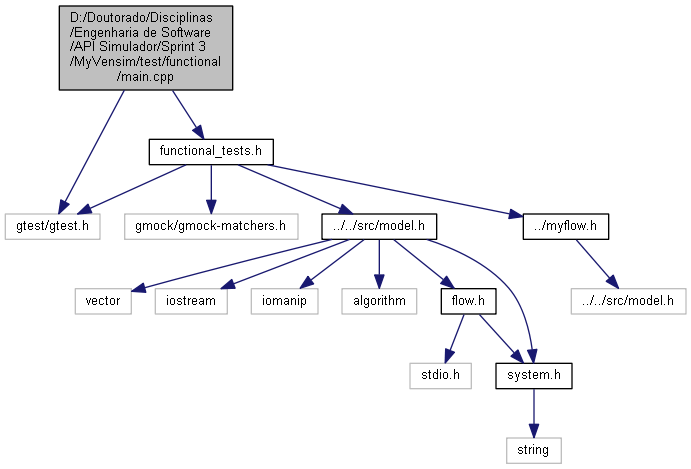 D:/Doutorado/Disciplinas
/Engenharia de Software
/API Simulador/Sprint 3
/MyVensim/test/functional
/main.cpp
functional_tests.h
gtest/gtest.h
gmock/gmock-matchers.h
../../src/model.h
../myflow.h
vector
iostream
iomanip
algorithm
flow.h
../../src/model.h
stdio.h
system.h
string